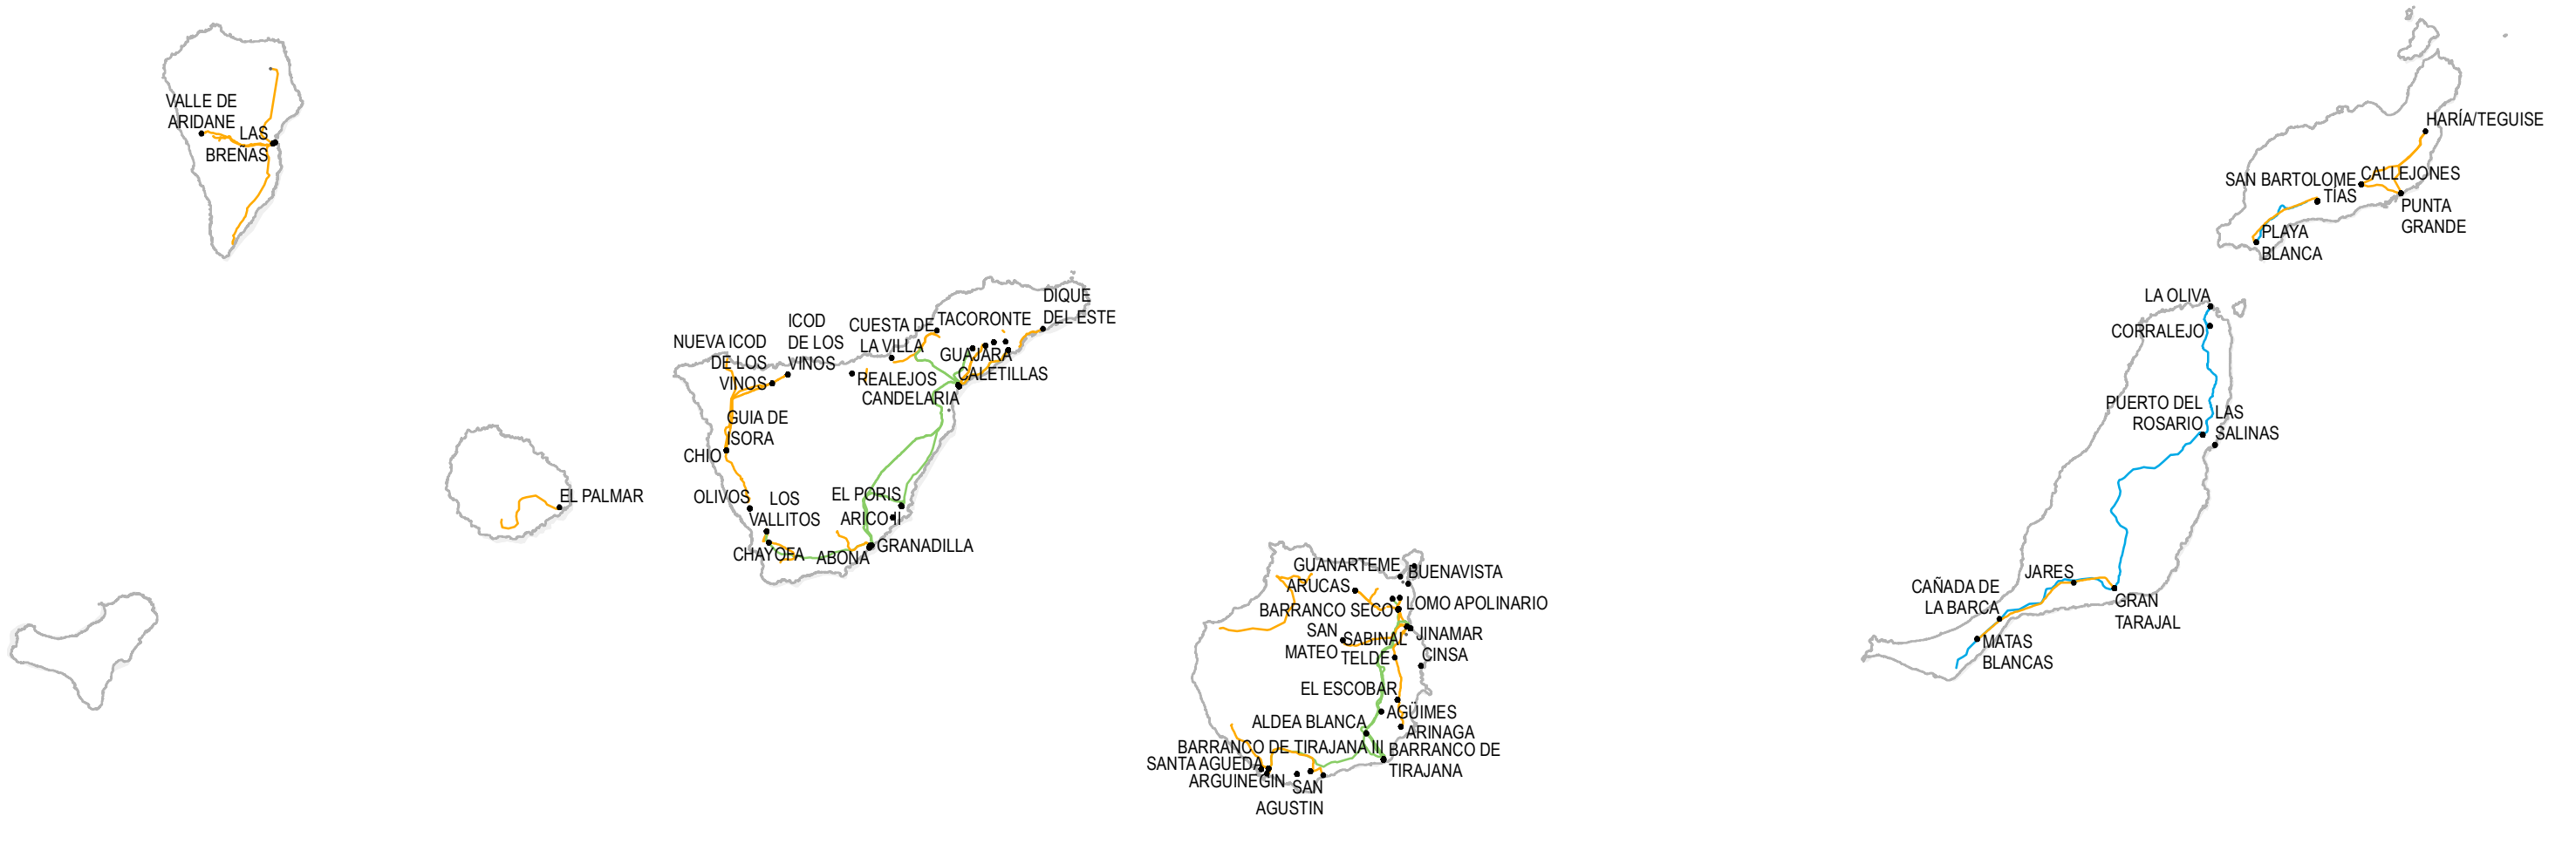 VALLE DE
ARIDANE
LAS
BREÑAS
EL PALMAR
NUEVA ICOD
DE LOS
VINOS
ICOD
DE LOS
VINOS
CUESTA DE
LA VILLA
TACORONTE
DIQUE
DEL ESTE
GUAJARA
CALETILLAS
REALEJOS
CANDELARIA
GUIA DE
ISORA
CHIO
OLIVOS
LOS
VALLITOS
EL PORIS
ARICO II
CHAYOFA
ABONA
GRANADILLA
GUANARTEME
BUENAVISTA
ARUCAS
BARRANCO SECO
LOMO APOLINARIO
SAN
MATEO
SABINAL
JINAMAR
TELDE
CINSA
EL ESCOBAR
AGÜIMES
ALDEA BLANCA
ARINAGA
BARRANCO DE TIRAJANA III
BARRANCO DE
TIRAJANA
SANTA AGUEDA
ARGUINEGIN
SAN
AGUSTIN
HARÍA/TEGUISE
SAN BARTOLOME
CALLEJONES
TÍAS
PUNTA
GRANDE
PLAYA
BLANCA
LA OLIVA
CORRALEJO
PUERTO DEL
ROSARIO
LAS
SALINAS
JARES
CAÑADA DE
LA BARCA
GRAN
TARAJAL
MATAS
BLANCAS